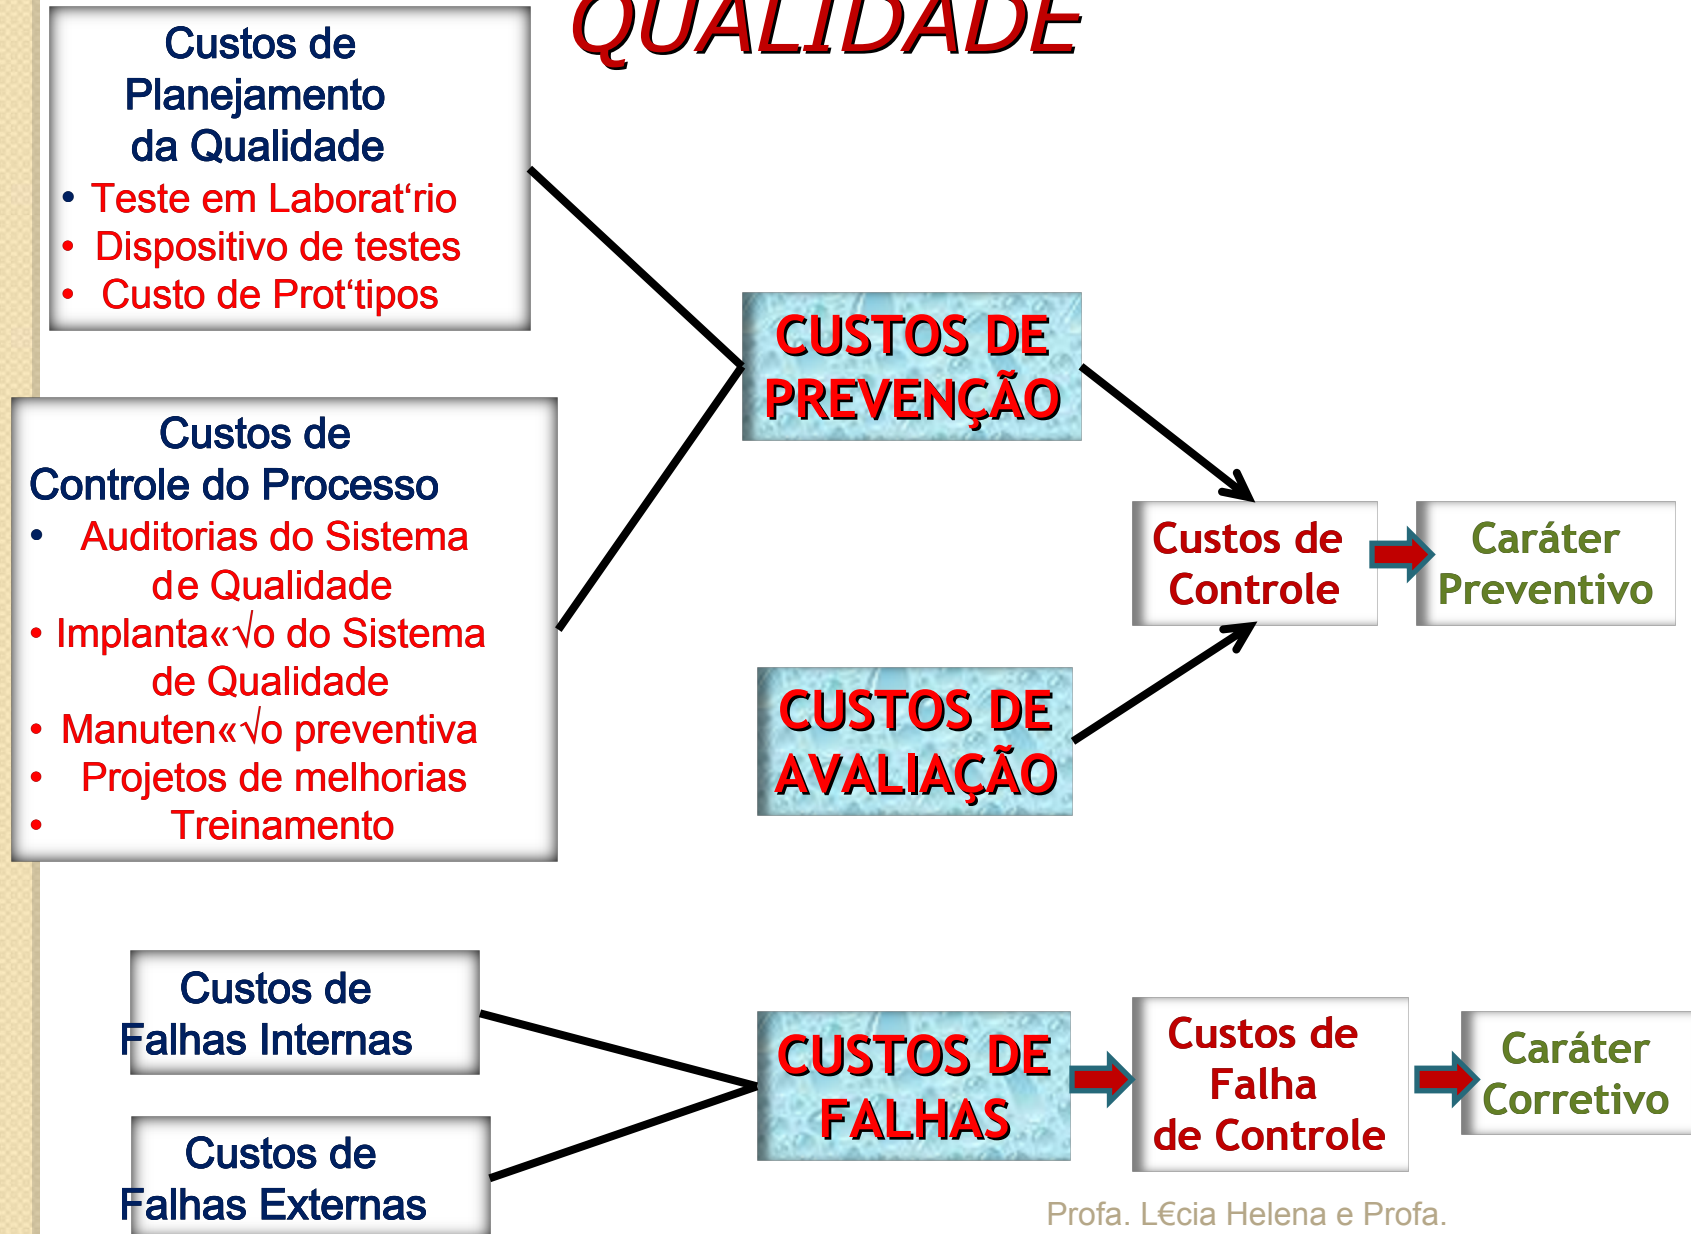 QUALIDADE
Custos de
Planejamento
da Qualidade
• Teste em Laborat‘rio
• Dispositivo de testes
• Custo de Prot‘tipos
Custos de
Controle do Processo
• Auditorias do Sistema
de Qualidade
• Implanta«√o do Sistema
de Qualidade
• Manuten«√o preventiva
• Projetos de melhorias
• Treinamento
CUSTOS DE
PREVENÇÃO
CUSTOS DE
AVALIAÇÃO
Custos de
Controle
Caráter
Preventivo
Custos de
Falhas Internas
Custos de
Falhas Externas
CUSTOS DE
FALHAS
Custos de
Falha
de Controle
Caráter
Corretivo
Profa. L€cia Helena e Profa.